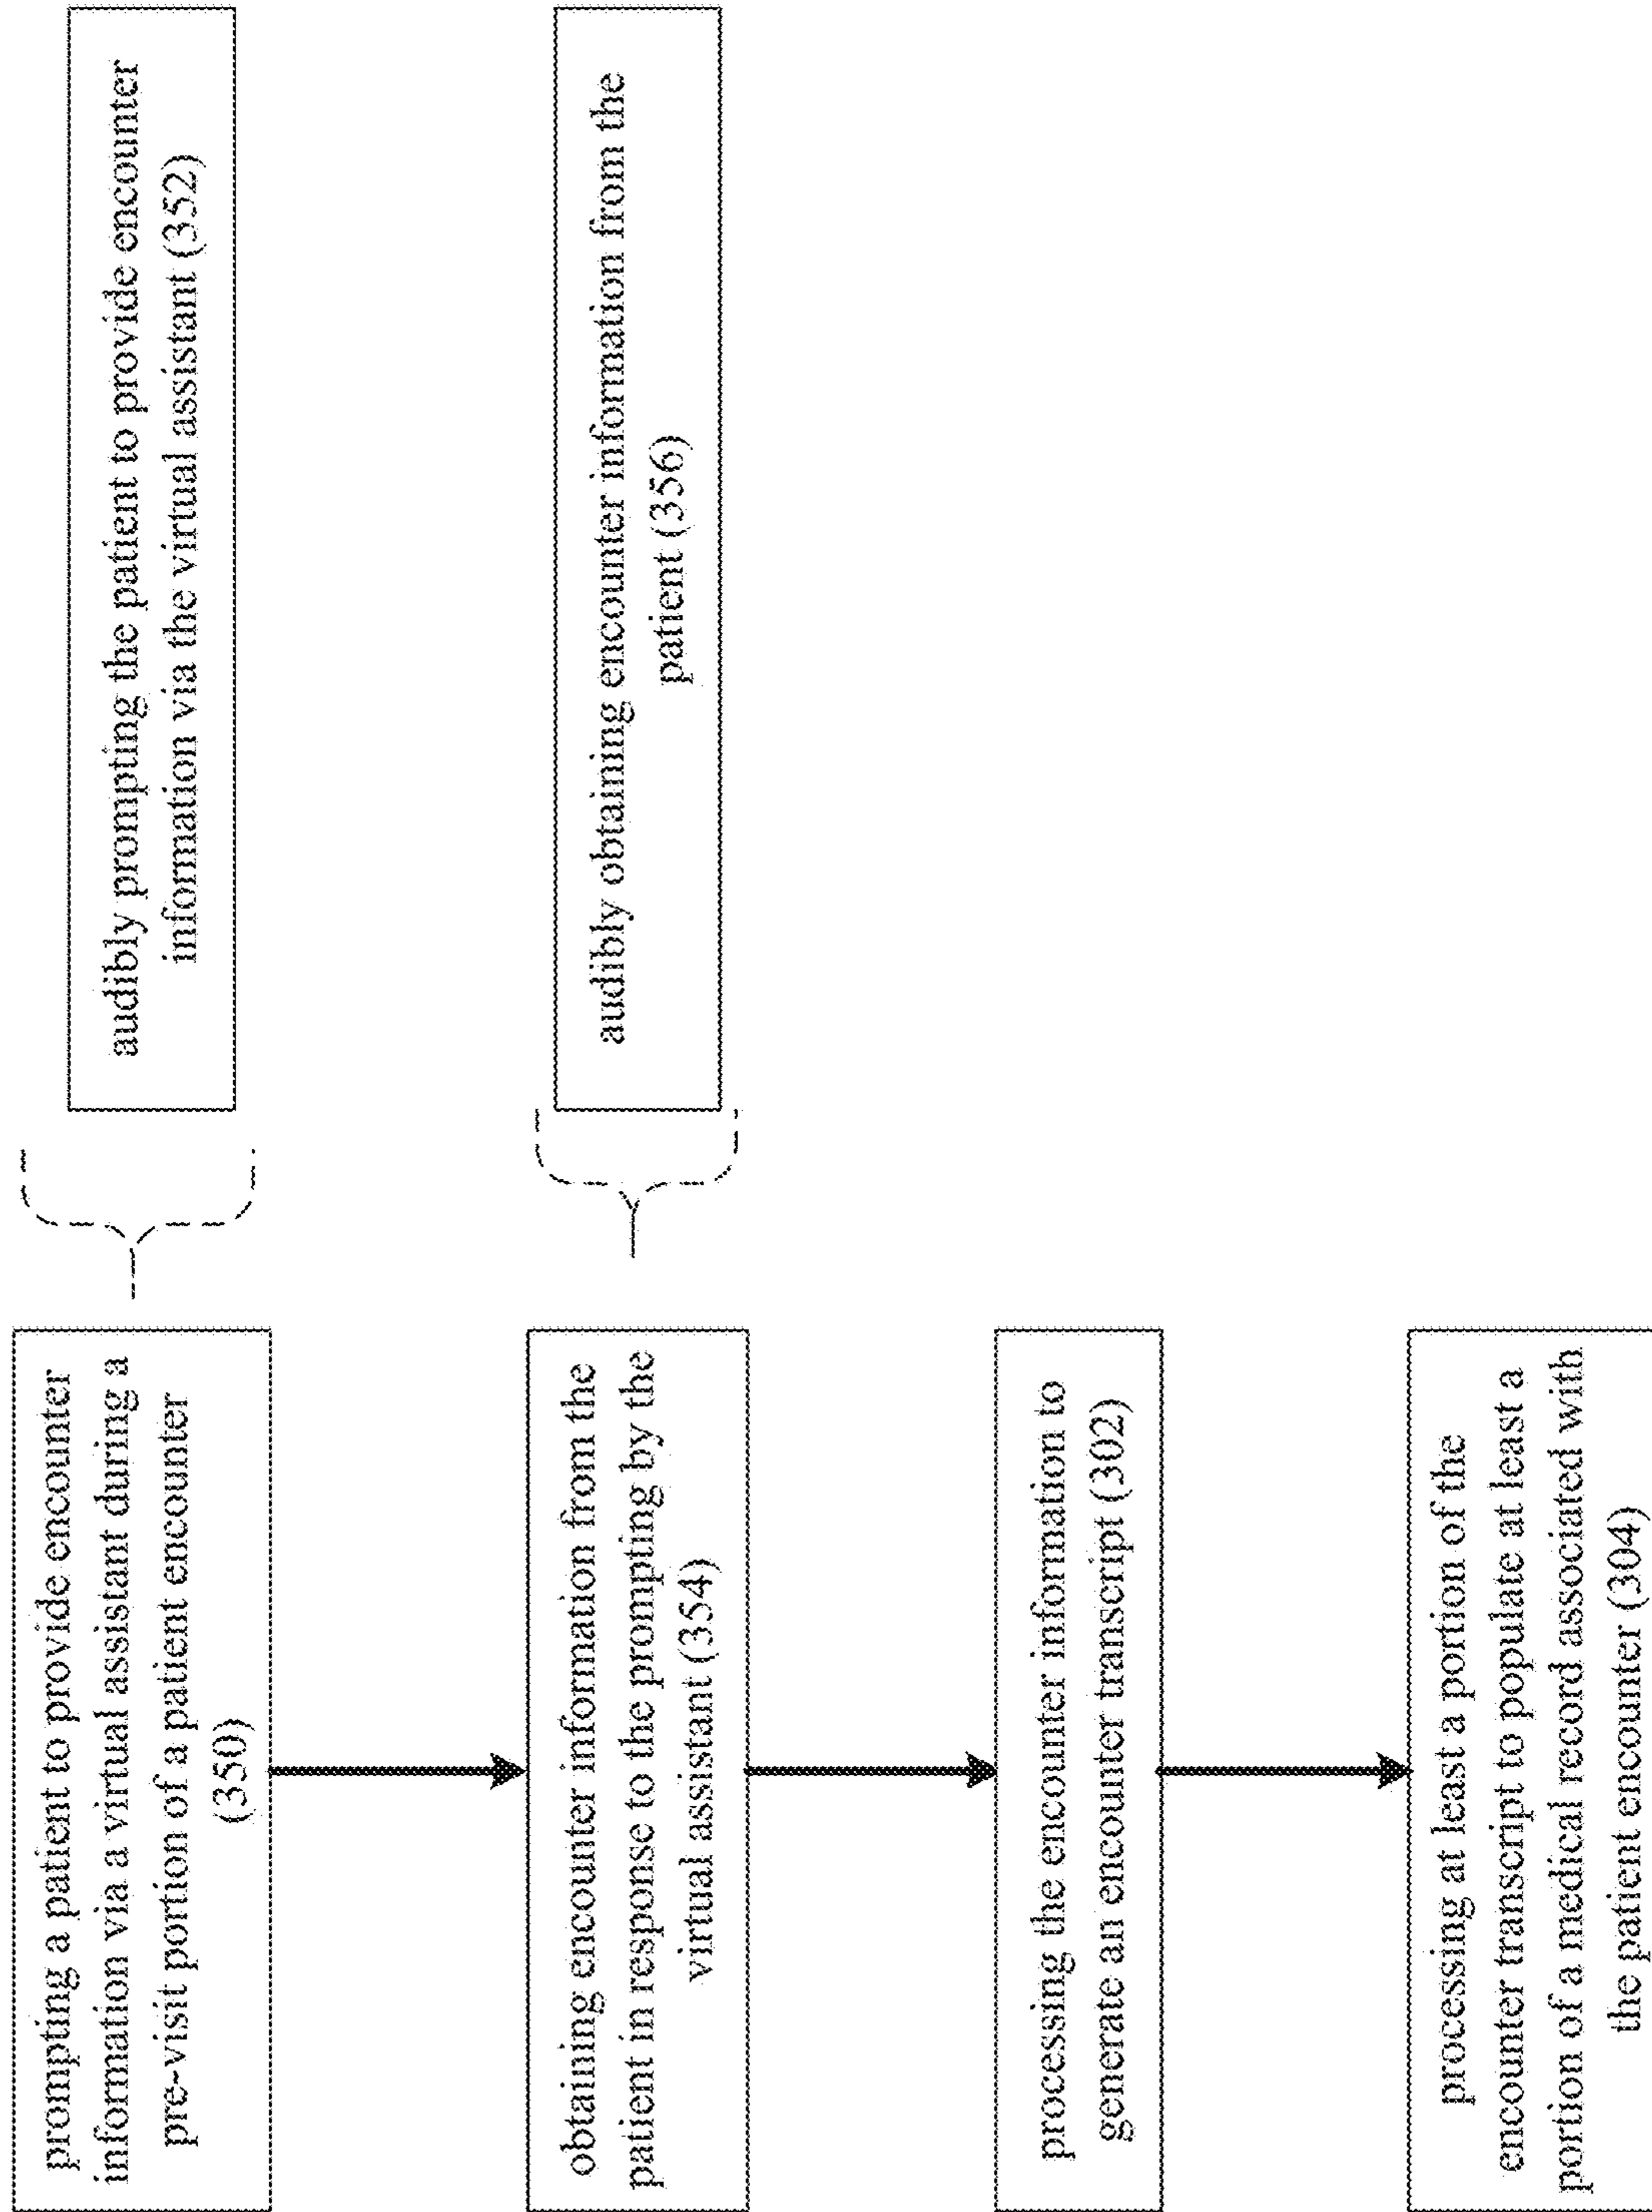 prompting a patient to provide encounter
information via a virtual assistant during a
pre-visit portion of a patient encounter
(350)
audibly prompting the patient to provide encounter
information via the virtual assistant (352)
obtaining encounter information from the
patient in response to the prompting by the
virtual assistant (354)
audibly obtaining encounter information from the
patient (356)
processing the encounter information to
generate an encounter transcript (302)
processing at least a portion of the
encounter transcript to populate at least a
portion of a medical record associated with
the patient encounter (304)